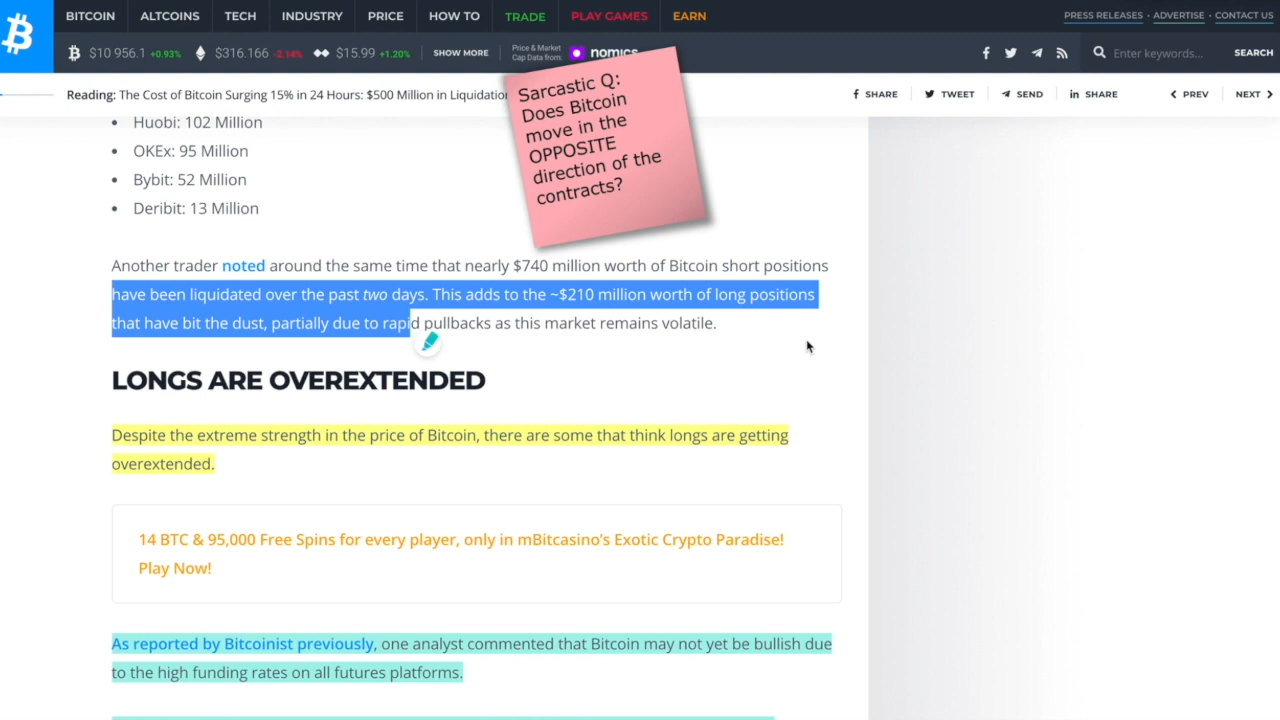 BITCOIN ALTCOINS TECH INDUSTRY PRICE HOW TO TRADE PLAY GAMES EARN PRESS RELEASES • ADVERTISE • CONTACT US
$10 956.1 +0.93% $316.166 -2.14% $15.99 +1.20% SHOW MORE Price & Market Cap Data from: nomics Enter keywords... SEARCH
Reading: The Cost of Bitcoin Surging 15% in 24 Hours: $500 Million in Liquidation SHARE TWEET SEND SHARE PREV NEXT
Sarcastic Q:
Does Bitcoin
move in the
OPPOSITE
direction of the
contracts?
• Huobi: 102 Million
• OKEx: 95 Million
• Bybit: 52 Million
• Deribit: 13 Million
Another trader noted around the same time that nearly $740 million worth of Bitcoin short positions
have been liquidated over the past two days. This adds to the ~$210 million worth of long positions
that have bit the dust, partially due to rapid pullbacks as this market remains volatile.
LONGS ARE OVEREXTENDED
Despite the extreme strength in the price of Bitcoin, there are some that think longs are getting
overextended.
14 BTC & 95,000 Free Spins for every player, only in mBitcasino's Exotic Crypto Paradise!
Play Now!
As reported by Bitcoinist previously, one analyst commented that Bitcoin may not yet be bullish due
to the high funding rates on all futures platforms.